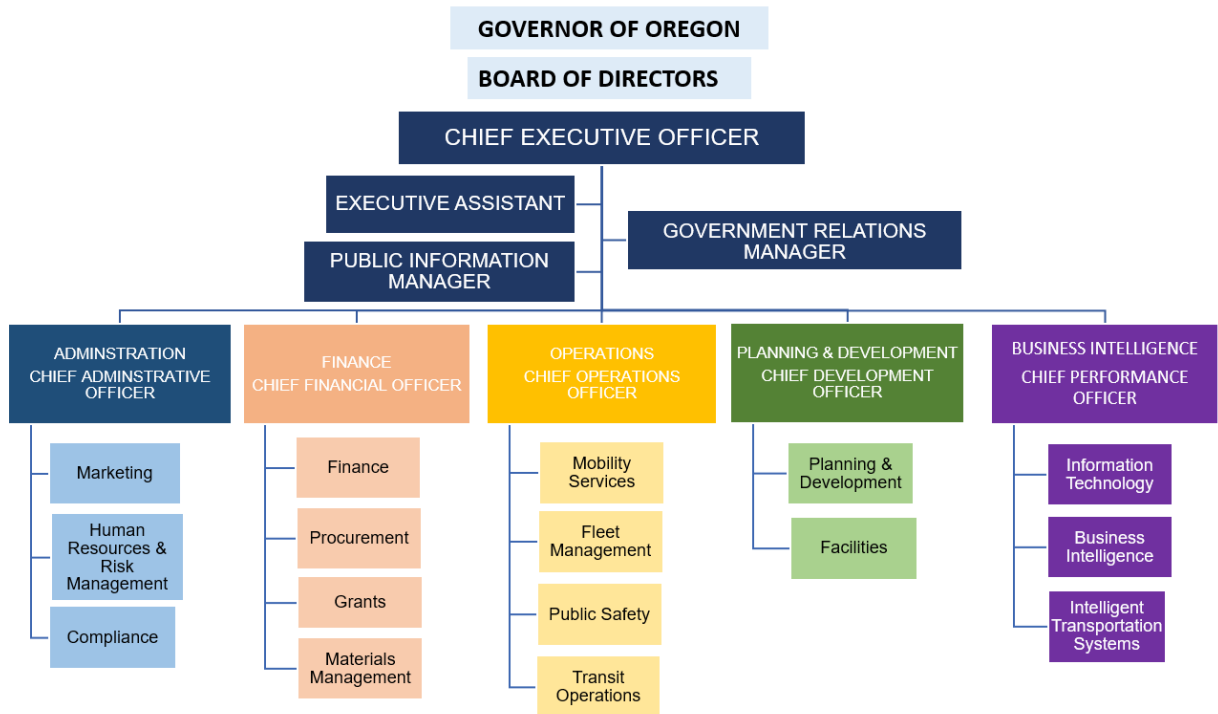 GOVERNOR OF OREGON
BOARD OF DIRECTORS
CHIEF EXECUTIVE OFFICER
EXECUTIVE ASSISTANT
GOVERNMENT RELATIONS
MANAGER
PUBLIC INFORMATION
MANAGER
ADMINSTRATION
CHIEF ADMINSTRATIVE
OFFICER
FINANCE
CHIEF FINANCIAL OFFICER
OPERATIONS
CHIEF OPERATIONS
OFFICER
PLANNING & DEVELOPMENT
CHIEF DEVELOPMENT
OFFICER
BUSINESS INTELLIGENCE
CHIEF PERFORMANCE
OFFICER
Marketing
Human
Resources &
Risk
Management
Compliance
Finance
Procurement
Grants
Materials
Management
Mobility
Services
Fleet
Management
Public Safety
Transit
Operations
Planning &
Development
Facilities
Information
Technology
Business
Intelligence
Intelligent
Transportation
Systems